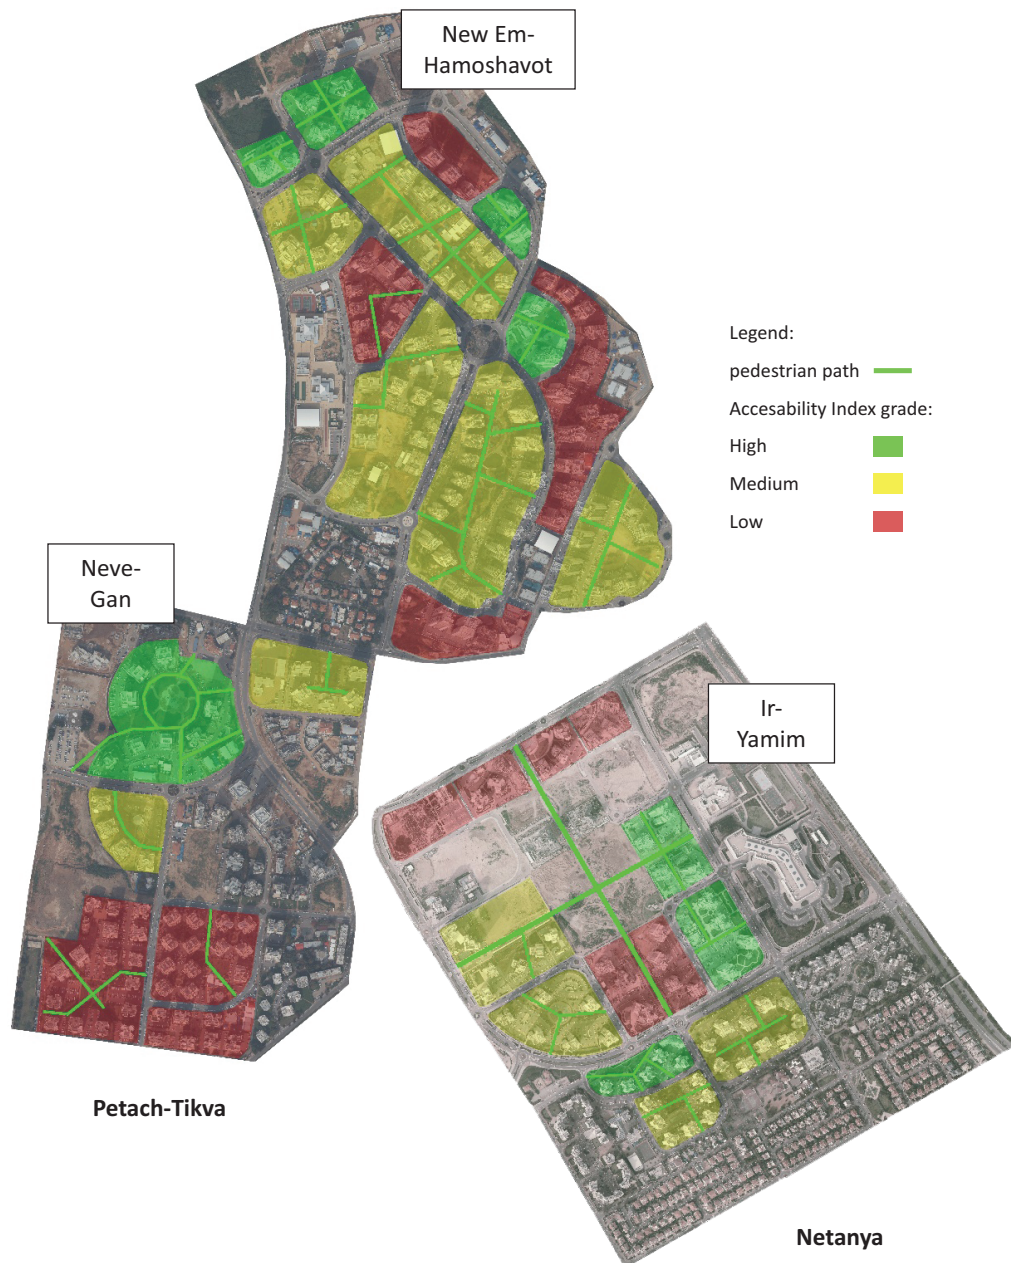 New Em-
Hamoshavot
Legend:
pedestrian path
Accesability Index grade:
High
Medium
Low
Neve-
Gan
Ir-
Yamim
Petach-Tikva
Netanya